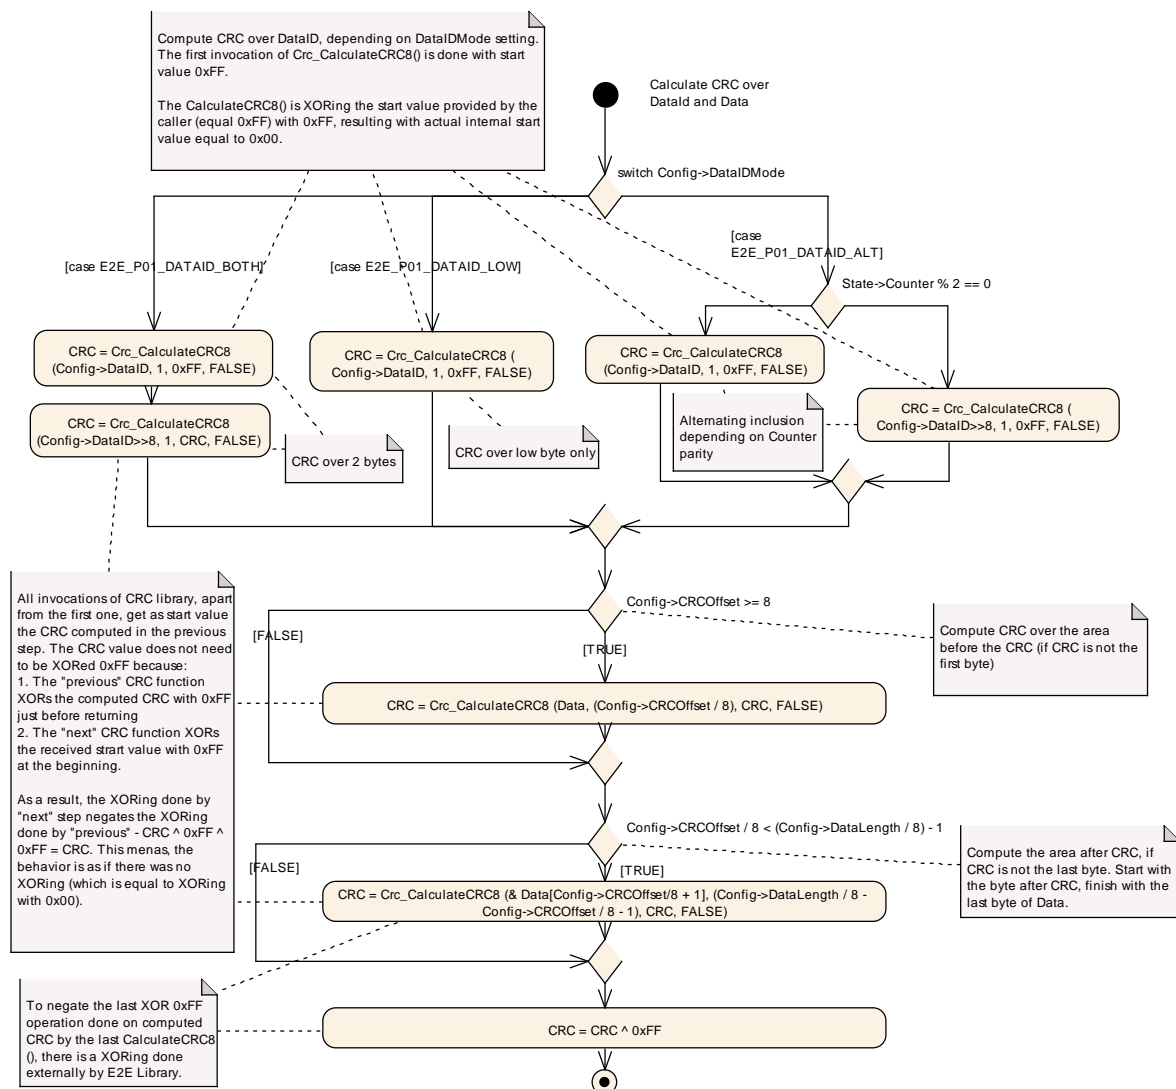 Compute CRC over DataID, depending on DataIDMode setting.
The first invocation of Crc_CalculateCRC8() is done with start
value 0xFF.
The CalculateCRC8() is XORing the start value provided by the
caller (equal 0xFF) with 0xFF, resulting with actual internal start
value equal to 0x00.
Calculate CRC over
DataId and Data
switch Config->DataIDMode
[case E2E_P01_DATAID_BOTH]
[case E2E_P01_DATAID_LOW]
[case
E2E_P01_DATAID_ALT]
State->Counter % 2 == 0
CRC = Crc_CalculateCRC8
(Config->DataID, 1, 0xFF, FALSE)
CRC = Crc_CalculateCRC8 (
Config->DataID, 1, 0xFF, FALSE)
CRC = Crc_CalculateCRC8
(Config->DataID, 1, 0xFF, FALSE)
CRC = Crc_CalculateCRC8 (
Config->DataID>>8, 1, 0xFF, FALSE)
CRC = Crc_CalculateCRC8
(Config->DataID>>8, 1, CRC, FALSE)
CRC over 2 bytes
CRC over low byte only
Alternating inclusion
depending on Counter
parity
All invocations of CRC library, apart
from the first one, get as start value
the CRC computed in the previous
step. The CRC value does not need
to be XORed 0xFF because:
1. The "previous" CRC function
XORs the computed CRC with 0xFF
just before returning
2. The "next" CRC function XORs
the received strart value with 0xFF
at the beginning.
As a result, the XORing done by
"next" step negates the XORing
done by "previous" - CRC ^ 0xFF ^
0xFF = CRC. This menas, the
behavior is as if there was no
XORing (which is equal to XORing
with 0x00).
Config->CRCOffset >= 8
[FALSE]
[TRUE]
Compute CRC over the area
before the CRC (if CRC is not the
first byte)
CRC = Crc_CalculateCRC8 (Data, (Config->CRCOffset / 8), CRC, FALSE)
Config->CRCOffset / 8 < (Config->DataLength / 8) - 1
[FALSE]
[TRUE]
Compute the area after CRC, if
CRC is not the last byte. Start with
the byte after CRC, finish with the
last byte of Data.
CRC = Crc_CalculateCRC8 (& Data[Config->CRCOffset/8 + 1], (Config->DataLength / 8 -
Config->CRCOffset / 8 - 1), CRC, FALSE)
To negate the last XOR 0xFF
operation done on computed
CRC by the last CalculateCRC8
(), there is a XORing done
externally by E2E Library.
CRC = CRC ^ 0xFF